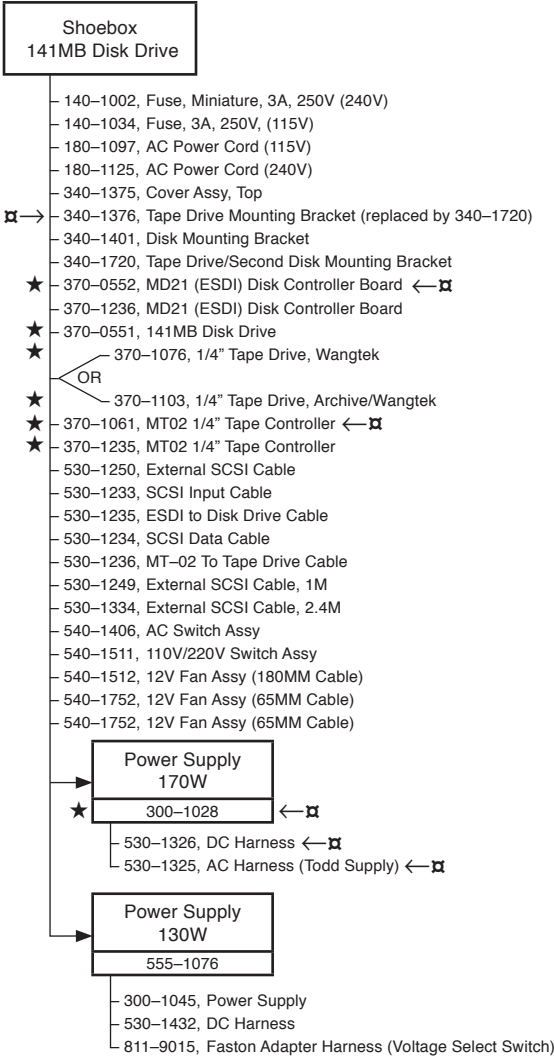 Shoebox
141MB Disk Drive
140–1002, Fuse, Miniature, 3A, 250V (240V)
140–1034, Fuse, 3A, 250V, (115V)
180–1097, AC Power Cord (115V)
180–1125, AC Power Cord (240V)
340–1375, Cover Assy, Top
¤→ 340–1376, Tape Drive Mounting Bracket (replaced by 340–1720)
340–1401, Disk Mounting Bracket
340–1720, Tape Drive/Second Disk Mounting Bracket
★ 370–0552, MD21 (ESDI) Disk Controller Board ←¤
370–1236, MD21 (ESDI) Disk Controller Board
★ 370–0551, 141MB Disk Drive
★ 370–1076, 1/4” Tape Drive, Wangtek
OR
★ 370–1103, 1/4” Tape Drive, Archive/Wangtek
★ 370–1061, MT02 1/4” Tape Controller ←¤
★ 370–1235, MT02 1/4” Tape Controller
530–1250, External SCSI Cable
530–1233, SCSI Input Cable
530–1235, ESDI to Disk Drive Cable
530–1234, SCSI Data Cable
530–1236, MT–02 To Tape Drive Cable
530–1249, External SCSI Cable, 1M
530–1334, External SCSI Cable, 2.4M
540–1406, AC Switch Assy
540–1511, 110V/220V Switch Assy
540–1512, 12V Fan Assy (180MM Cable)
540–1752, 12V Fan Assy (65MM Cable)
540–1752, 12V Fan Assy (65MM Cable)
Power Supply
170W
★ 300–1028 ←¤
530–1326, DC Harness ←¤
530–1325, AC Harness (Todd Supply) ←¤
Power Supply
130W
555–1076
300–1045, Power Supply
530–1432, DC Harness
811–9015, Faston Adapter Harness (Voltage Select Switch)